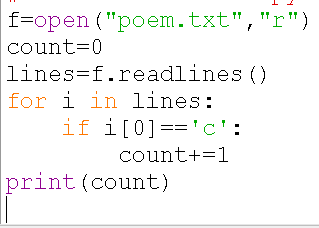 f=open("poem.txt","r")
count=0
lines=f.readlines()
for i in lines:
    if i[0]=='c':
        count+=1
print(count)